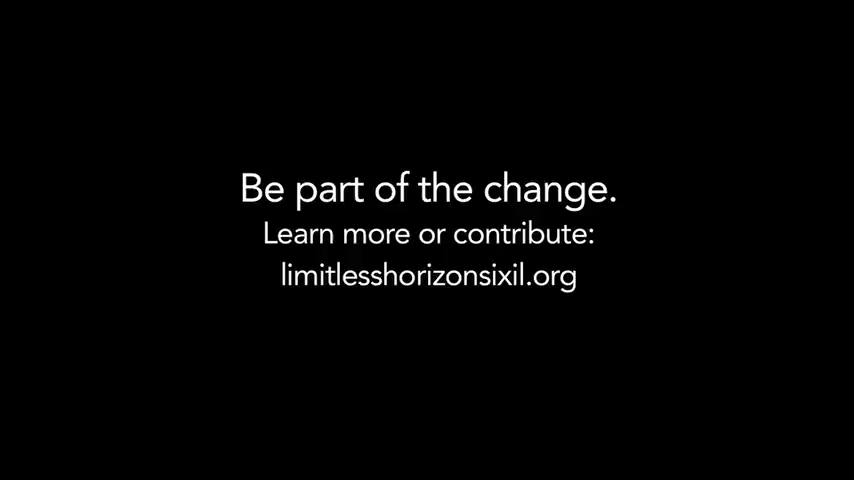 Be part of the change.
Learn more or contribute:
limitlesshorizonsixil.org